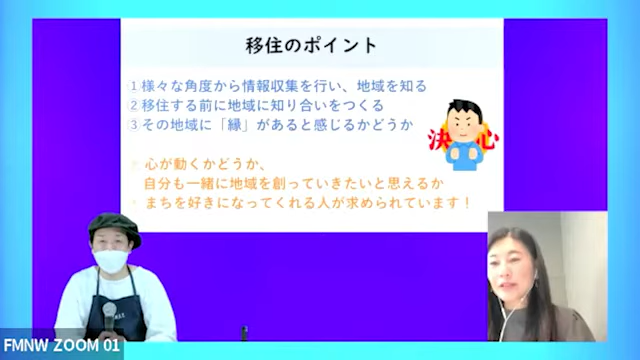 移住のポイント
①様々な角度から情報収集を行い、地域を知る
②移住する前に地域に知り合いをつくる
③その地域に「縁」があると感じるかどうか
決心
心が動くかどうか、
自分も一緒に地域を創っていきたいと思えるか
まちを好きになってくれる人が求められています！
FMNW ZOOM 01